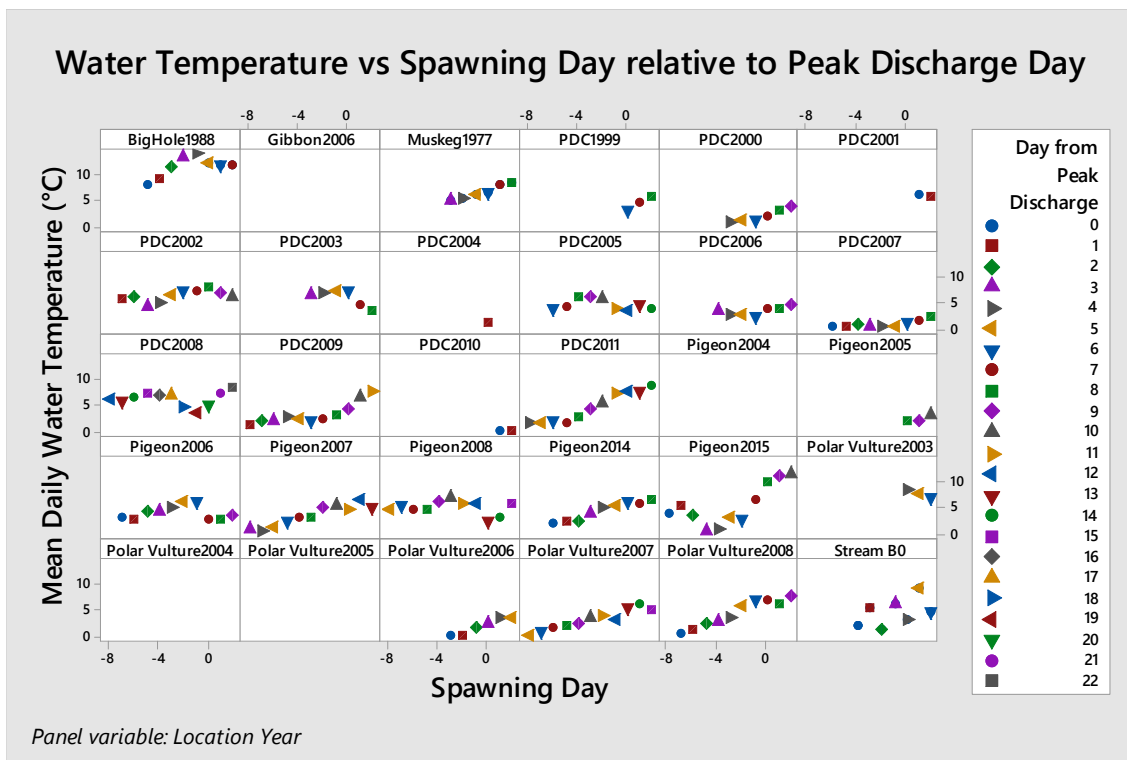 Water Temperature vs Spawning Day relative to Peak Discharge Day
-8 -4 0 -8 -4 0 -8 -4 0
BigHole1988 Gibbon2006 Muskeg1977 PDC1999 PDC2000 PDC2001
10
5
0
PDC2002 PDC2003 PDC2004 PDC2005 PDC2006 PDC2007
10
5
0
PDC2008 PDC2009 PDC2010 PDC2011 Pigeon2004 Pigeon2005
10
5
0
Pigeon2006 Pigeon2007 Pigeon2008 Pigeon2014 Pigeon2015 Polar Vulture2003
10
5
0
Polar Vulture2004 Polar Vulture2005 Polar Vulture2006 Polar Vulture2007 Polar Vulture2008 Stream B0
10
5
0
-8 -4 0 -8 -4 0 -8 -4 0
Mean Daily Water Temperature (°C)
Spawning Day
Day from
Peak
Discharge
0
1
2
3
4
5
6
7
8
9
10
11
12
13
14
15
16
17
18
19
20
21
22
Panel variable: Location Year